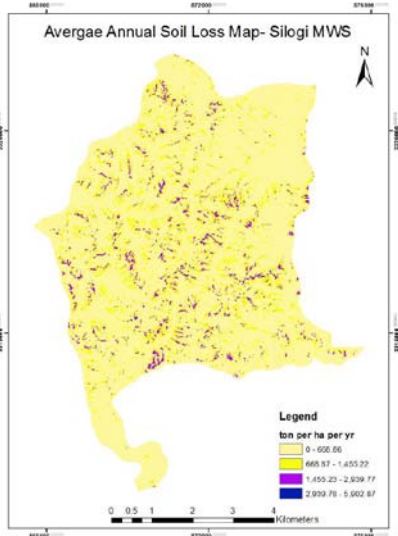 Avergae Annual Soil Loss Map- Silogi MWS
N
Legend
ton per ha per yr
0 - 668.66
668.67 - 1,455.22
1,455.23 - 2,939.77
2,939.78 - 5,902.87
0 0.5 1 2 3 4
Kilometers